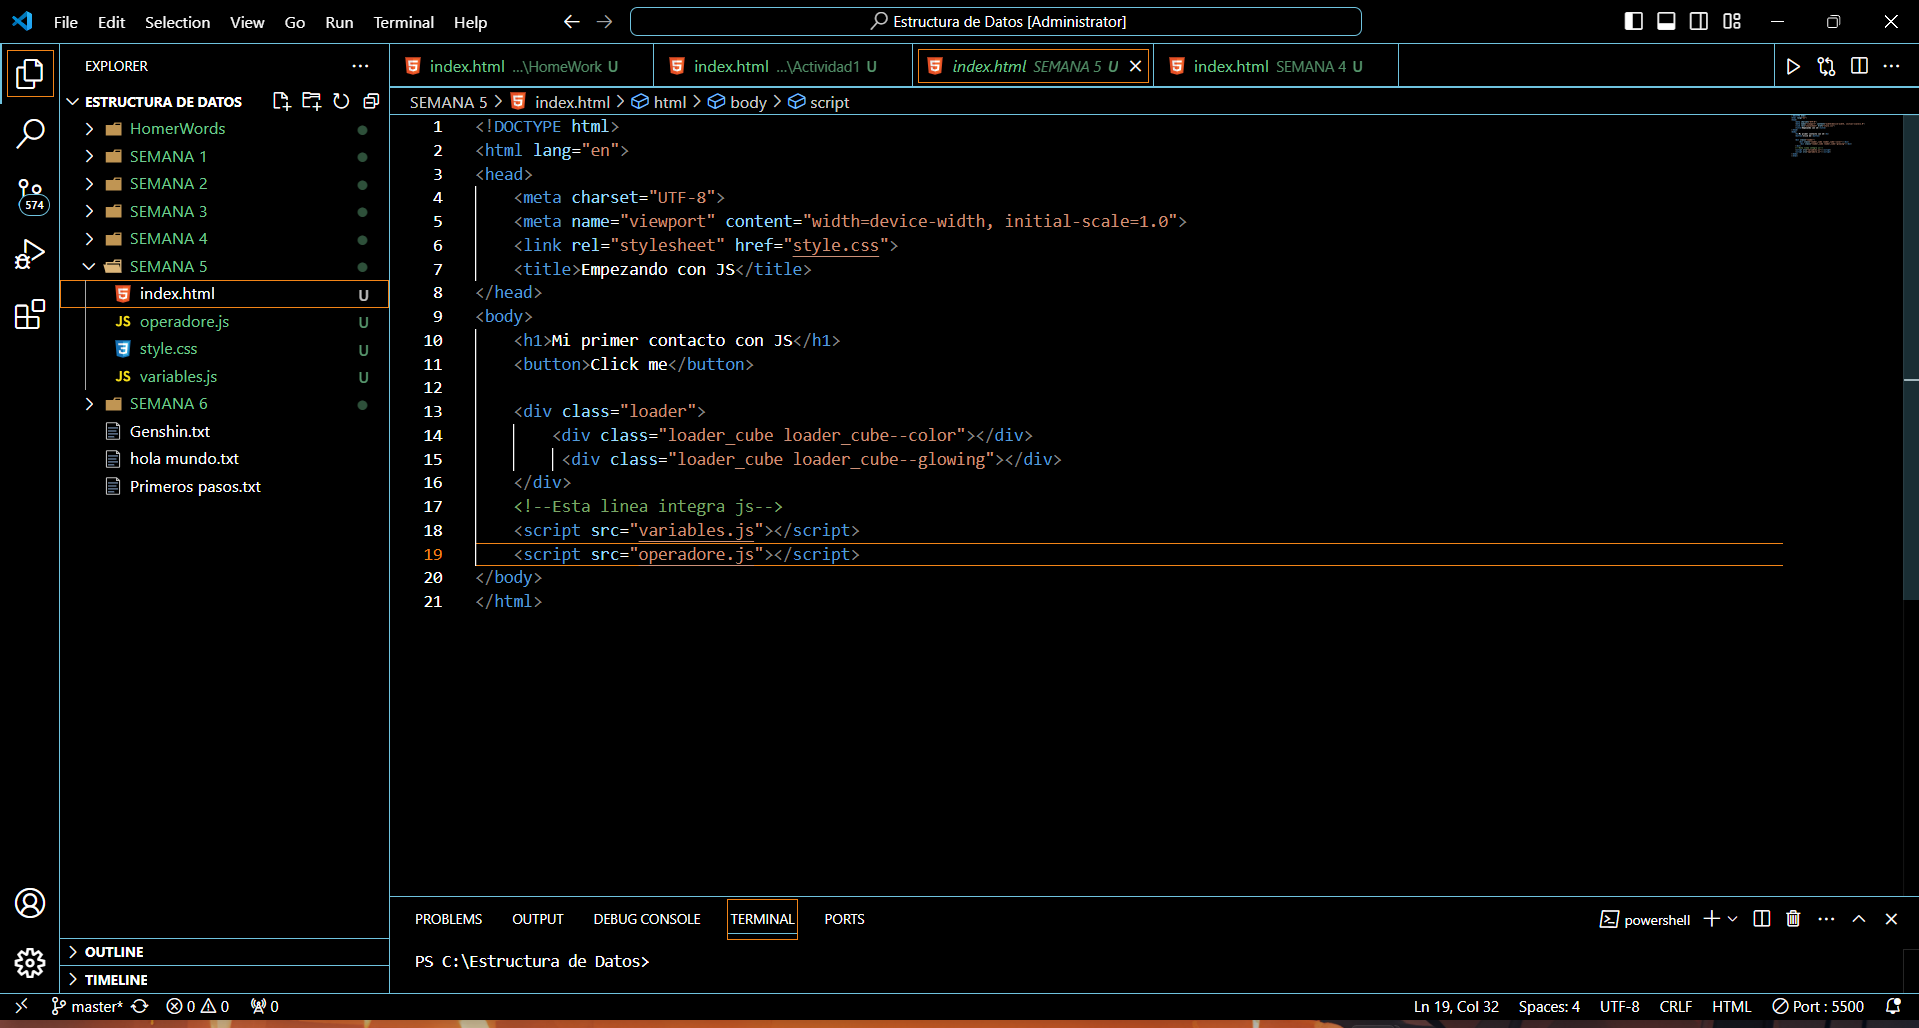 File Edit Selection View Go Run Terminal Help
Estructura de Datos [Administrator]
EXPLORER
ESTRUCTURA DE DATOS
HomerWords
SEMANA 1
SEMANA 2
SEMANA 3
SEMANA 4
SEMANA 5
index.html U
JS operadore.js U
style.css U
JS variables.js U
SEMANA 6
Genshin.txt
hola mundo.txt
Primeros pasos.txt
574
OUTLINE
TIMELINE
index.html ...\HomeWork U
index.html ...\Actividad1 U
index.html SEMANA 5 U
index.html SEMANA 4 U
SEMANA 5 > index.html > html > body > script
1 <!DOCTYPE html>
2 <html lang="en">
3 <head>
4 <meta charset="UTF-8">
5 <meta name="viewport" content="width=device-width, initial-scale=1.0">
6 <link rel="stylesheet" href="style.css">
7 <title>Empezando con JS</title>
8 </head>
9 <body>
10 <h1>Mi primer contacto con JS</h1>
11 <button>Click me</button>
12
13 <div class="loader">
14 <div class="loader_cube loader_cube--color"></div>
15 <div class="loader_cube loader_cube--glowing"></div>
16 </div>
17 <!--Esta linea integra js-->
18 <script src="variables.js"></script>
19 <script src="operadore.js"></script>
20 </body>
21 </html>
PROBLEMS OUTPUT DEBUG CONSOLE TERMINAL PORTS
powershell
PS C:\Estructura de Datos>
master* 0 0 0
Ln 19, Col 32 Spaces: 4 UTF-8 CRLF HTML Port : 5500